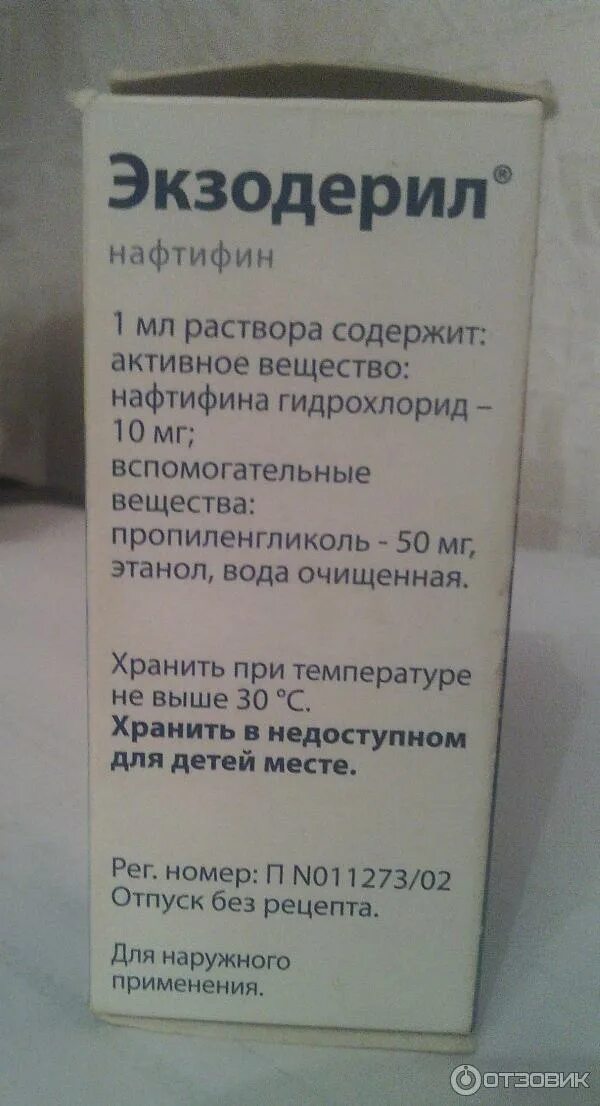 Экзодерил®
нафтифин
1 мл раствора содержит:
активное вещество:
нафтифина гидрохлорид –
10 мг;
вспомогательные
вещества:
пропиленгликоль - 50 мг,
этанол, вода очищенная.
Хранить при температуре
не выше 30 °C.
Хранить в недоступном
для детей месте.
Рег. номер: П N011273/02
Отпуск без рецепта.
Для наружного
применения.
ОТЗОВИК